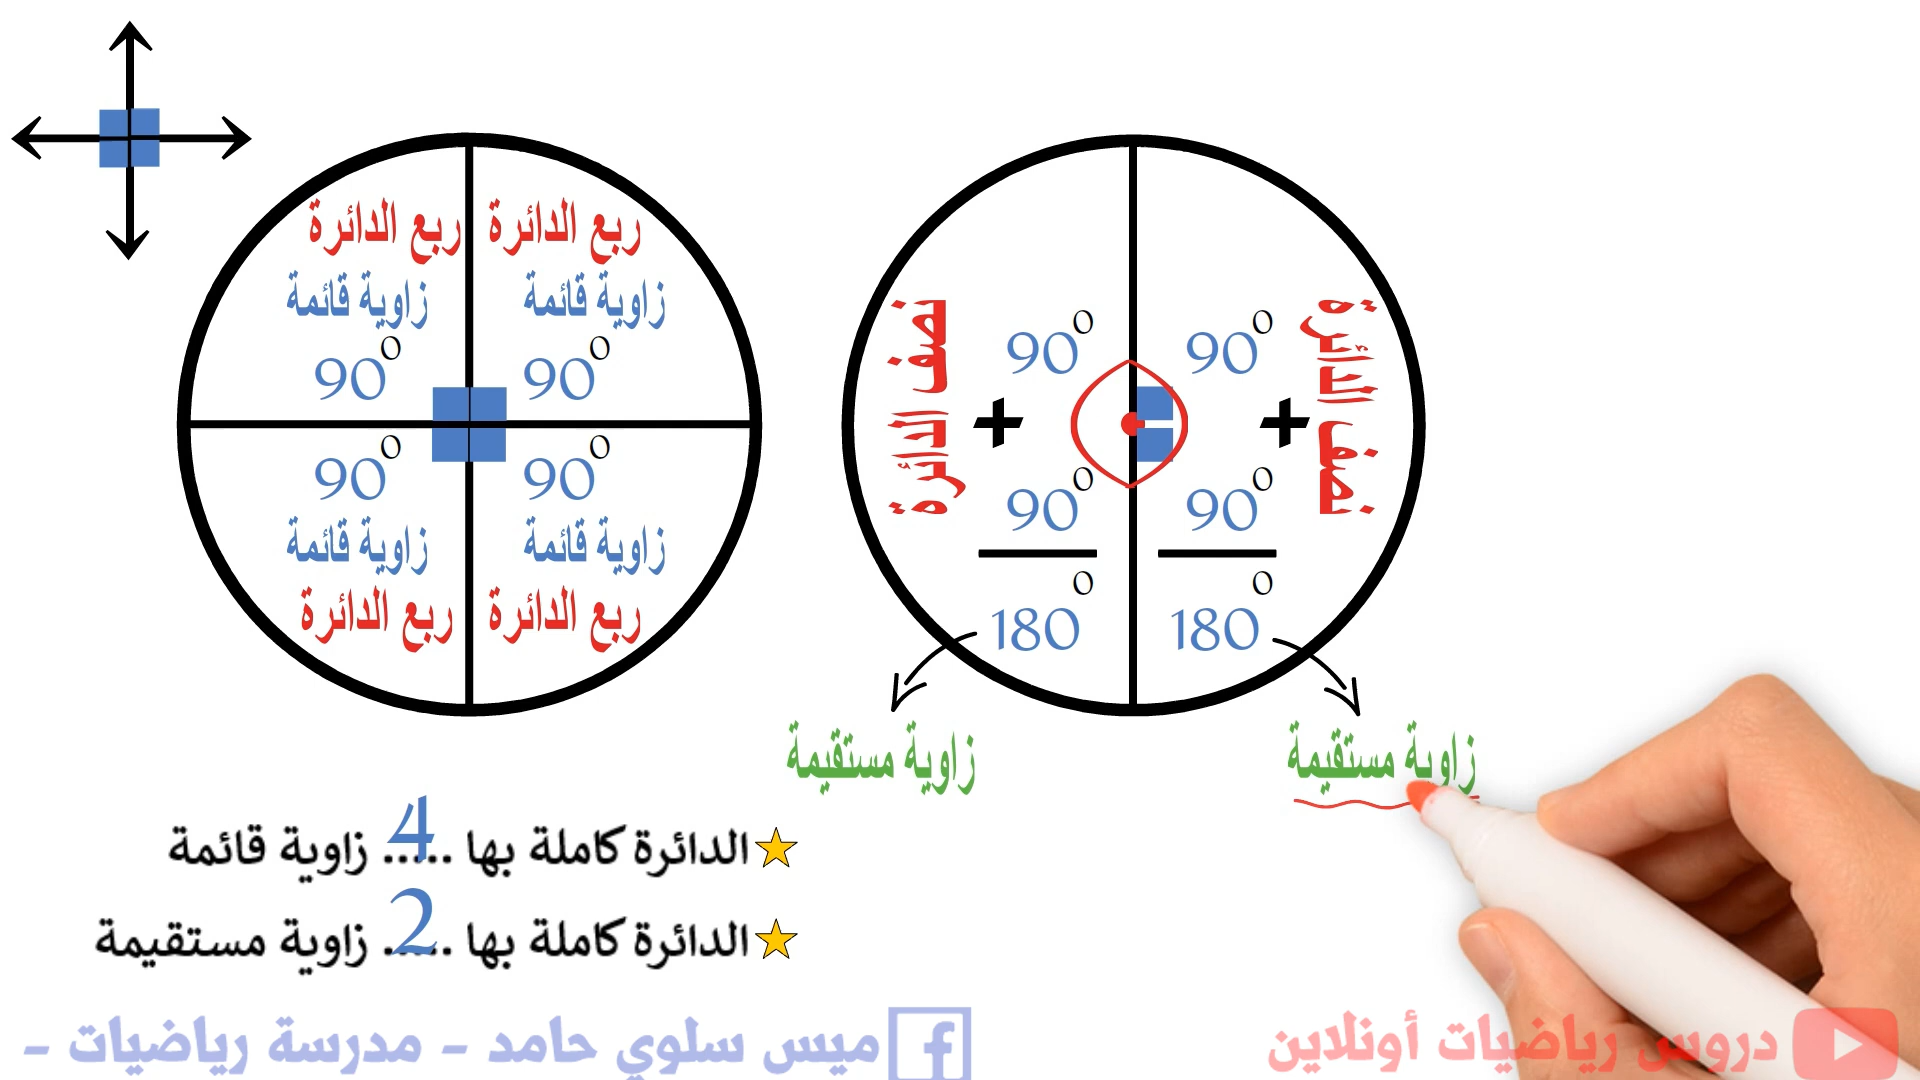 ربع الدائرة
ربع الدائرة
زاوية قائمة
زاوية قائمة
90°
90°
90°
90°
زاوية قائمة
زاوية قائمة
ربع الدائرة
ربع الدائرة
نصف الدائرة
90°
+
90°
180°
نصف الدائرة
90°
+
90°
180°
زاوية مستقيمة
زاوية مستقيمة
الدائرة كاملة بها ..4.. زاوية قائمة
الدائرة كاملة بها ..2.. زاوية مستقيمة
ميس سلوي حامد - مدرسة رياضيات -
دروس رياضيات أونلاين